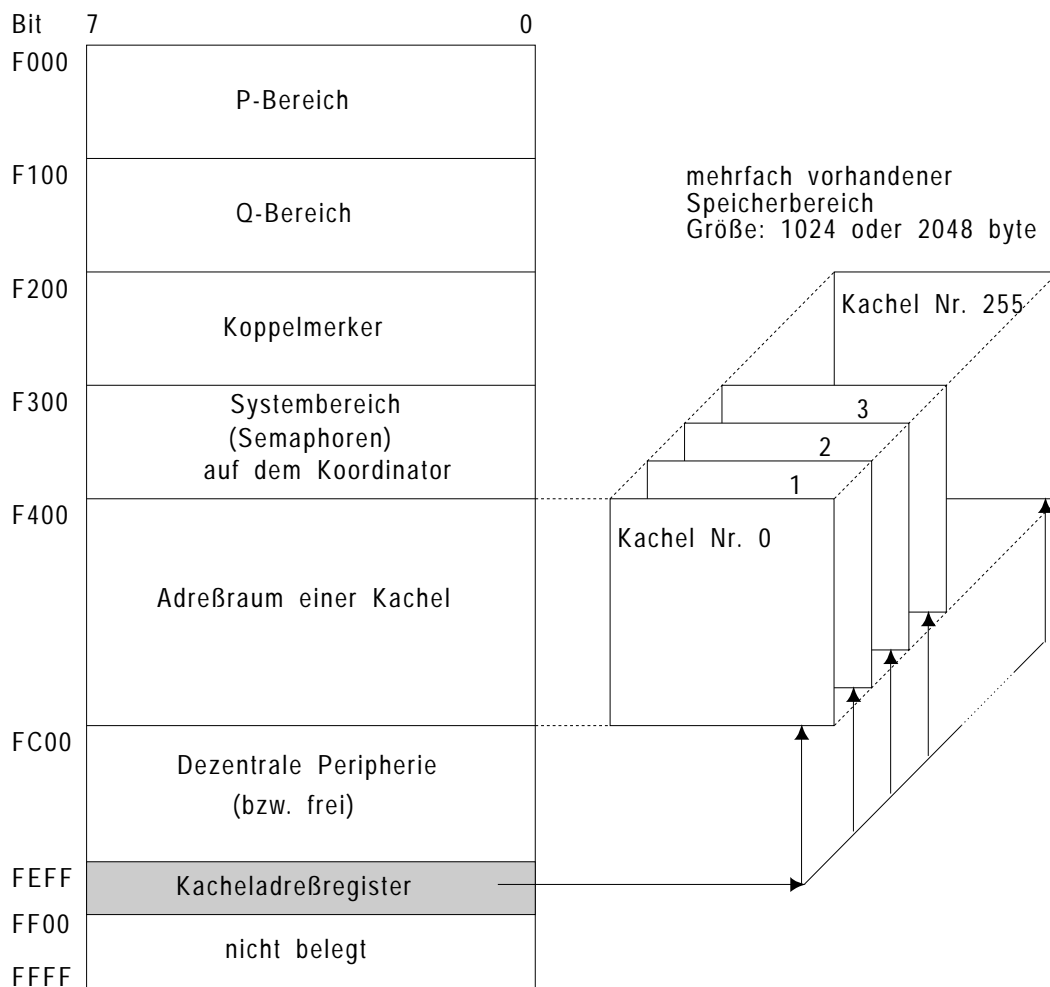 Bit 7 0
F000
P-Bereich
F100
Q-Bereich
mehrfach vorhandener
Speicherbereich
Größe: 1024 oder 2048 byte
F200
Koppelmerker
Kachel Nr. 255
F300
Systembereich
(Semaphoren)
auf dem Koordinator
3
2
1
F400
Kachel Nr. 0
Adreßraum einer Kachel
FC00
Dezentrale Peripherie
(bzw. frei)
FEFF
Kacheladreßregister
FF00
nicht belegt
FFFF